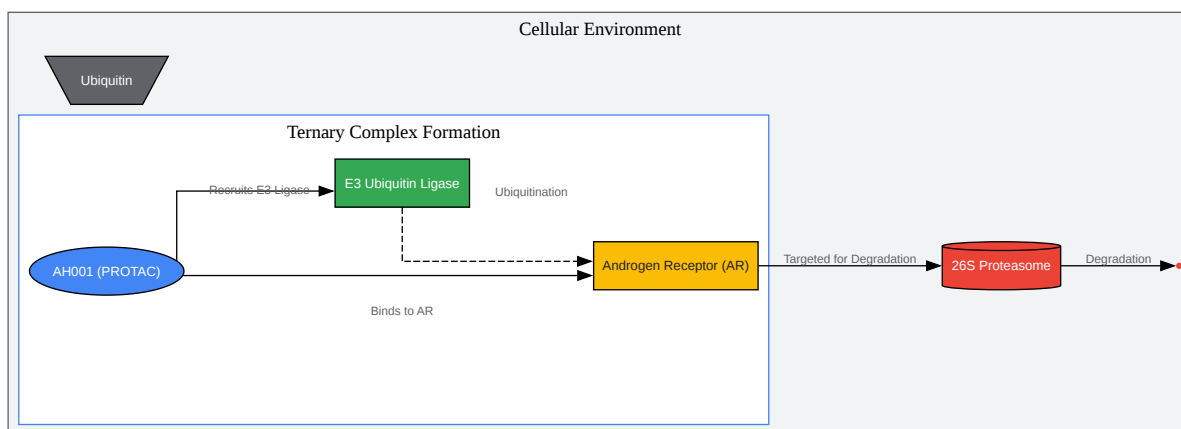 Cellular Environment
Ubiquitin
Ternary Complex Formation
Recruits E3 Ligase
E3 Ubiquitin Ligase
Ubiquitination
AH001 (PROTAC)
Androgen Receptor (AR)
Targeted for Degradation
26S Proteasome
Degradation
Binds to AR